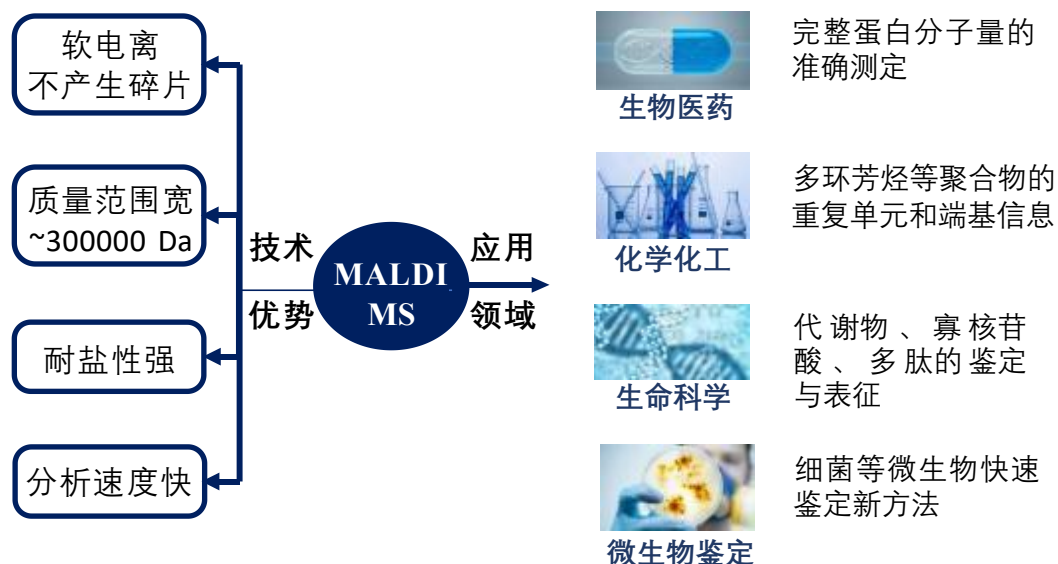 软电离
不产生碎片
质量范围宽
~300000 Da
耐盐性强
分析速度快
技术
优势
MALDI
MS
应用
领域
生物医药
完整蛋白分子量的
准确测定
化学化工
多环芳烃等聚合物的
重复单元和端基信息
生命科学
代谢物、寡核苷
酸、多肽的鉴定
与表征
微生物鉴定
细菌等微生物快速
鉴定新方法